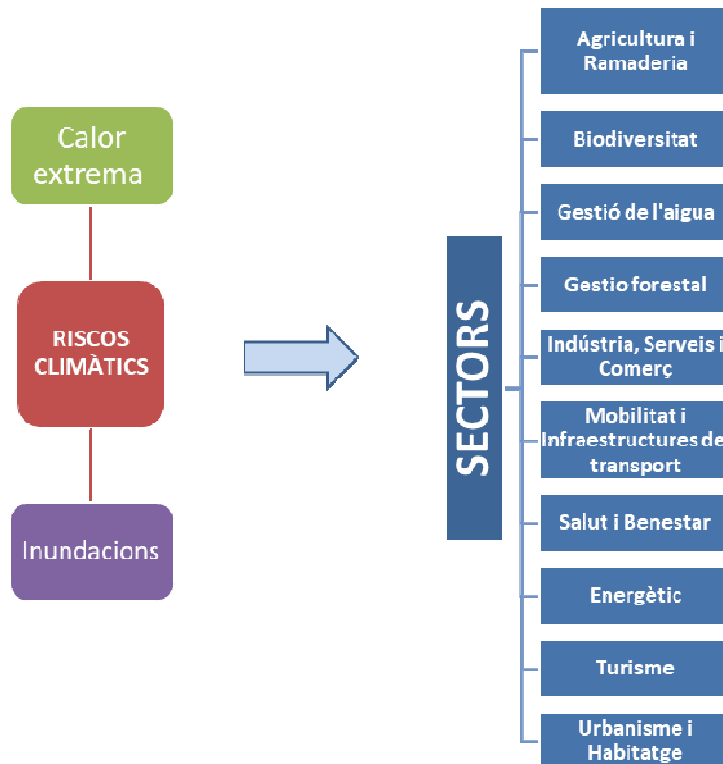 Calor
extrema
RISCOS
CLIMÀTICS
Inundacions
SECTORS
Agricultura i
Ramaderia
Biodiversitat
Gestió de l'aigua
Gestio forestal
Indústria, Serveis i
Comerç
Mobilitat i
Infraestructures de
transport
Salut i Benestar
Energètic
Turisme
Urbanisme i
Habitatge